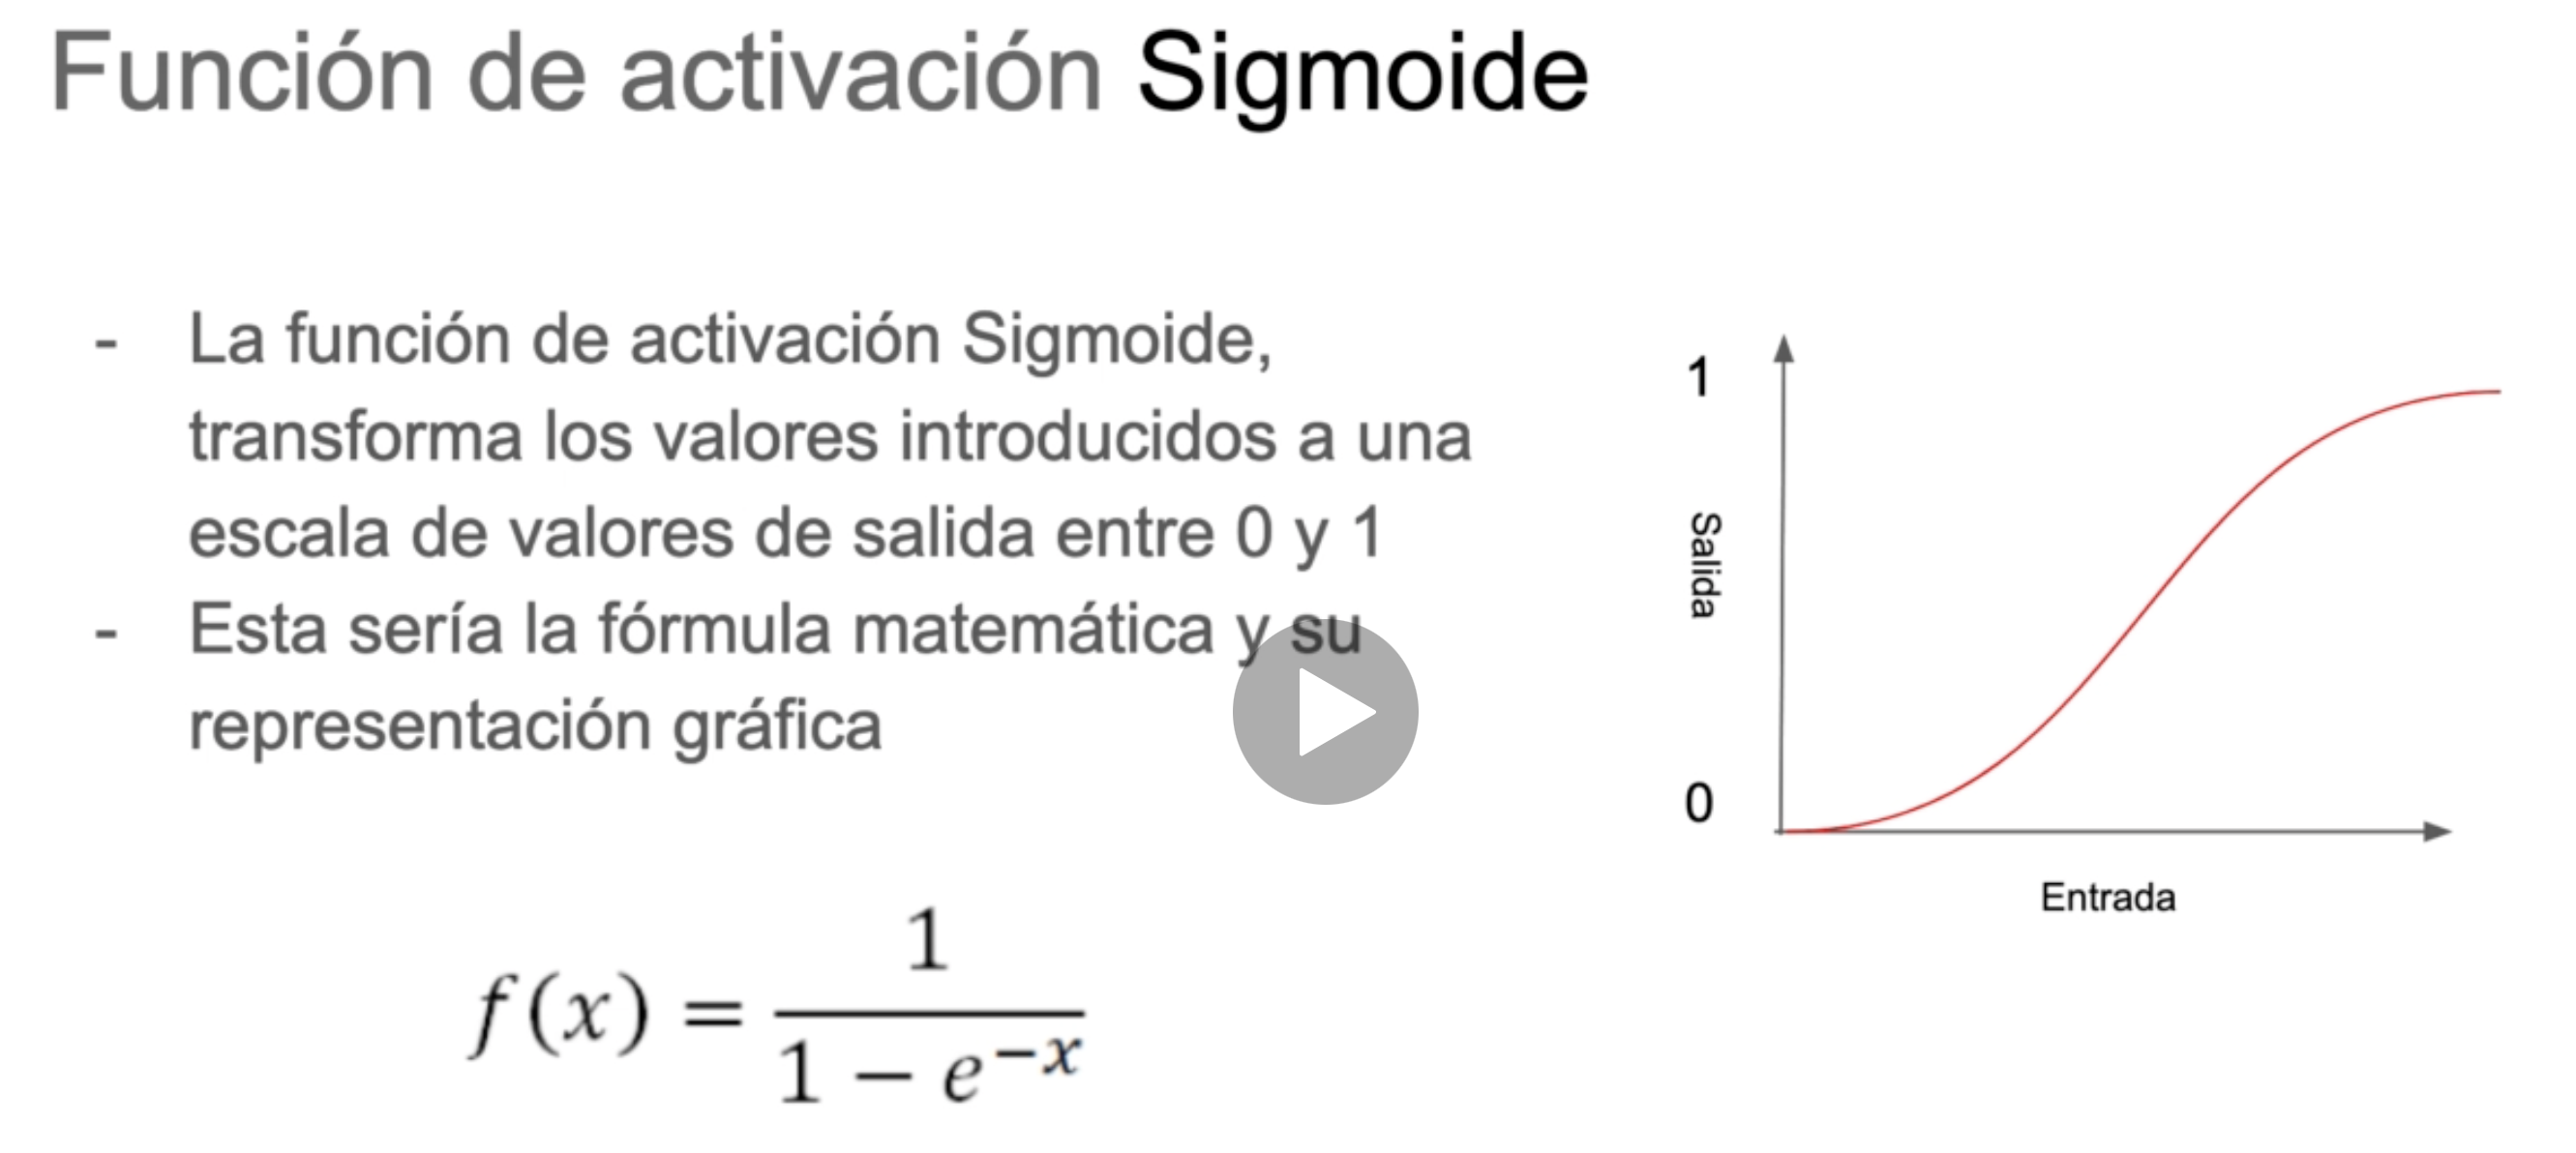 Función de activación Sigmoide
- La función de activación Sigmoide,
transforma los valores introducidos a una
escala de valores de salida entre 0 y 1
- Esta sería la fórmula matemática y su
representación gráfica
f(x) = 1 / (1 − e^−x)
1
Salida
0
Entrada